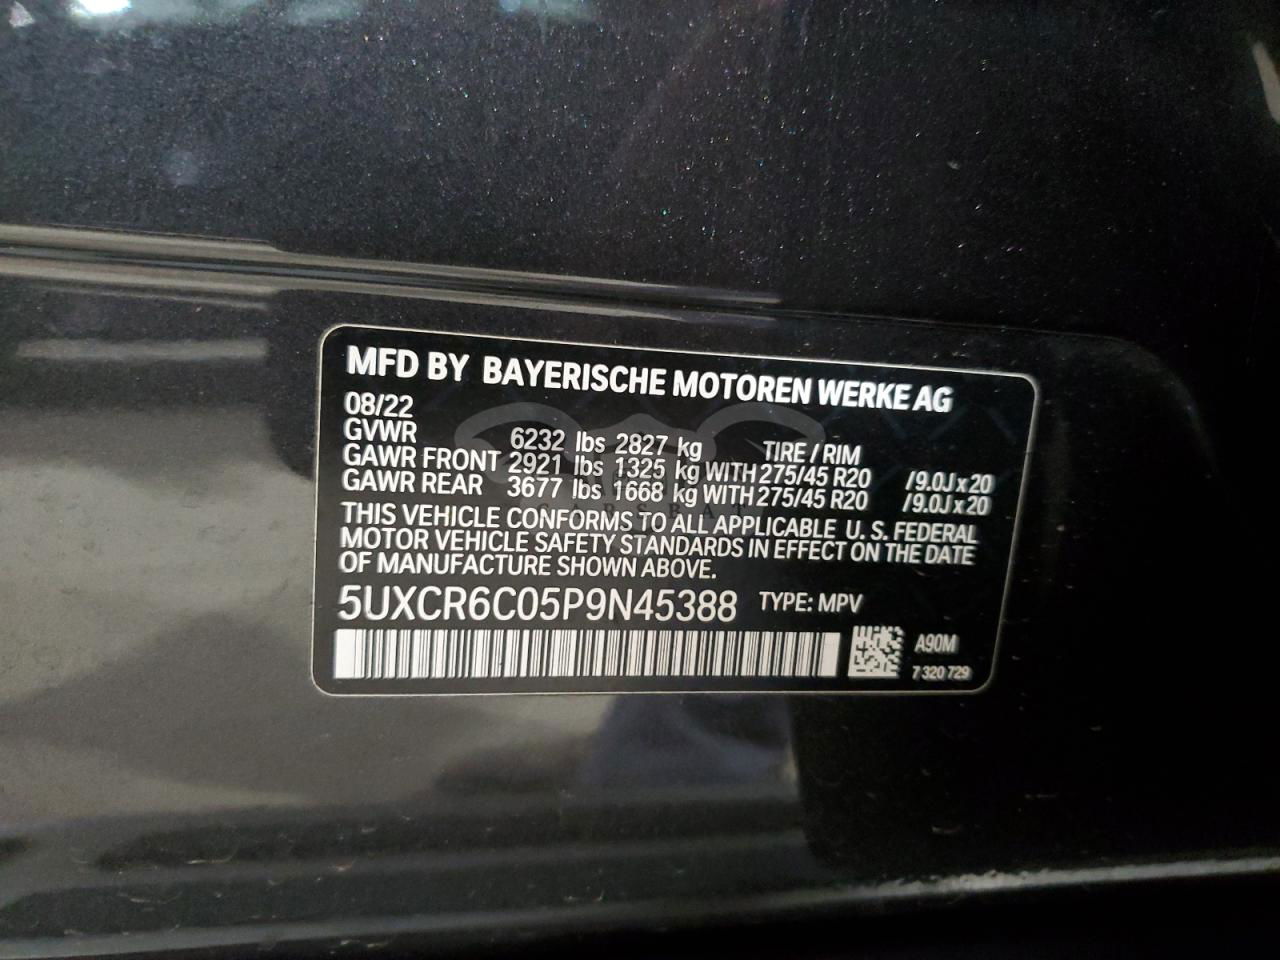 MFD BY BAYERISCHE MOTOREN WERKE AG
08/22
GVWR 6232 lbs 2827 kg TIRE / RIM
GAWR FRONT 2921 lbs 1325 kg WITH 275/45 R20 /9.0J x 20
GAWR REAR 3677 lbs 1668 kg WITH 275/45 R20 /9.0J x 20
THIS VEHICLE CONFORMS TO ALL APPLICABLE U. S. FEDERAL
MOTOR VEHICLE SAFETY STANDARDS IN EFFECT ON THE DATE
OF MANUFACTURE SHOWN ABOVE.
5UXCR6C05P9N45388 TYPE: MPV
A90M
7 320 729